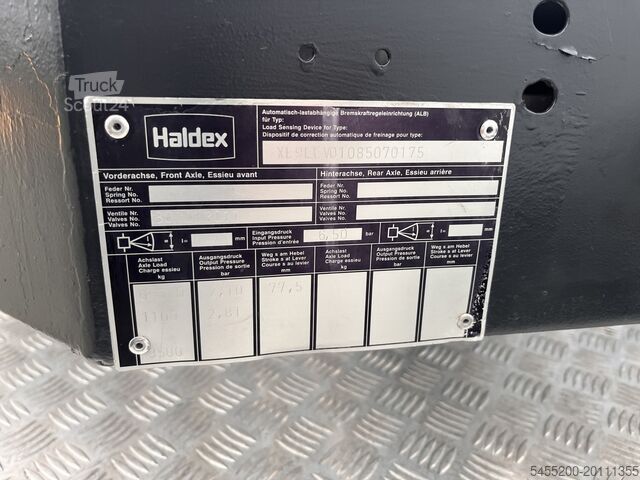 Truck
Scout24
Haldex
Automatisch-lastabhängige Bremskraftregeleinrichtung (ALB)
für Typ:
Load Sensing Device for Type:
Dispositif de correction automatique de freinage pour type:
Vorderachse, Front Axle, Essieu avant
Hinterachse, Rear Axle, Essieu arrière
Feder Nr.
Spring No.
Ressort No.
Feder Nr.
Spring No.
Ressort No.
Ventile Nr.
Valves No.
Valves No.
Ventile Nr.
Valves No.
Valves No.
l = mm
Eingangsdruck
Input Pressure
Pression d'entrée
6,50 bar
l = mm
Achslast
Axle Load
Charge essieu
kg
Ausgangsdruck
Output Pressure
Pression de sortie
bar
Weg s am Hebel
Stroke s at Lever
Course s au levier
mm
Achslast
Axle Load
Charge essieu
kg
Ausgangsdruck
Output Pressure
Pression de sortie
bar
Weg s am Hebel
Stroke s at Lever
Course s au levier
mm
77,5
2,81
5455200-20111355